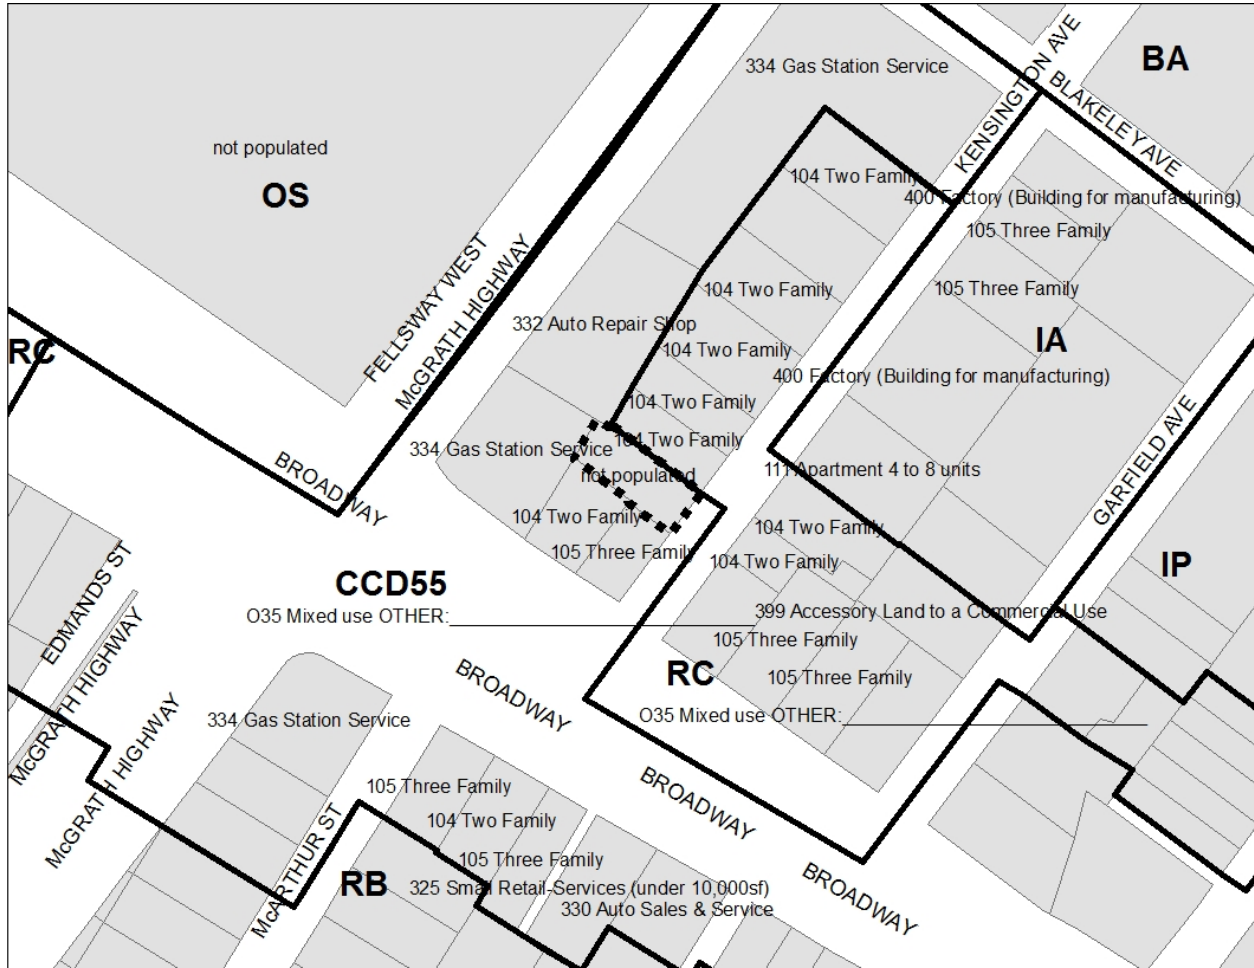 BA
334 Gas Station Service
KENSINGTON AVE
BLAKELEY AVE
not populated
OS
104 Two Family
400 Factory (Building for manufacturing)
105 Three Family
FELLSWAY WEST
McGRATH HIGHWAY
104 Two Family
105 Three Family
332 Auto Repair Shop
RC
104 Two Family
IA
400 Factory (Building for manufacturing)
104 Two Family
GARFIELD AVE
334 Gas Station Service
104 Two Family
BROADWAY
not populated
111 Apartment 4 to 8 units
104 Two Family
104 Two Family
105 Three Family
104 Two Family
IP
EDMANDS ST
CCD55
O35 Mixed use OTHER:
399 Accessory Land to a Commercial Use
105 Three Family
McGRATH HIGHWAY
RC
105 Three Family
BROADWAY
McGRATH HIGHWAY
334 Gas Station Service
O35 Mixed use OTHER:
105 Three Family
BROADWAY
104 Two Family
McARTHUR ST
105 Three Family
RB
325 Small Retail-Services (under 10,000sf)
BROADWAY
330 Auto Sales & Service